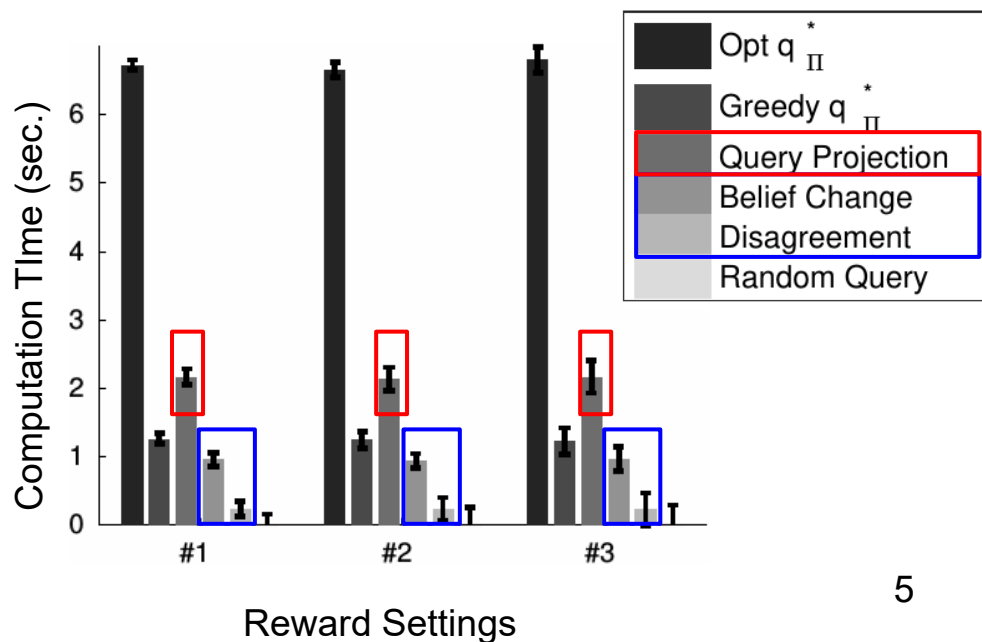 Opt q*Π
Greedy q*Π
Query Projection
Belief Change
Disagreement
Random Query
Computation TIme (sec.)
6
5
4
3
2
1
0
#1 #2 #3
Reward Settings
5